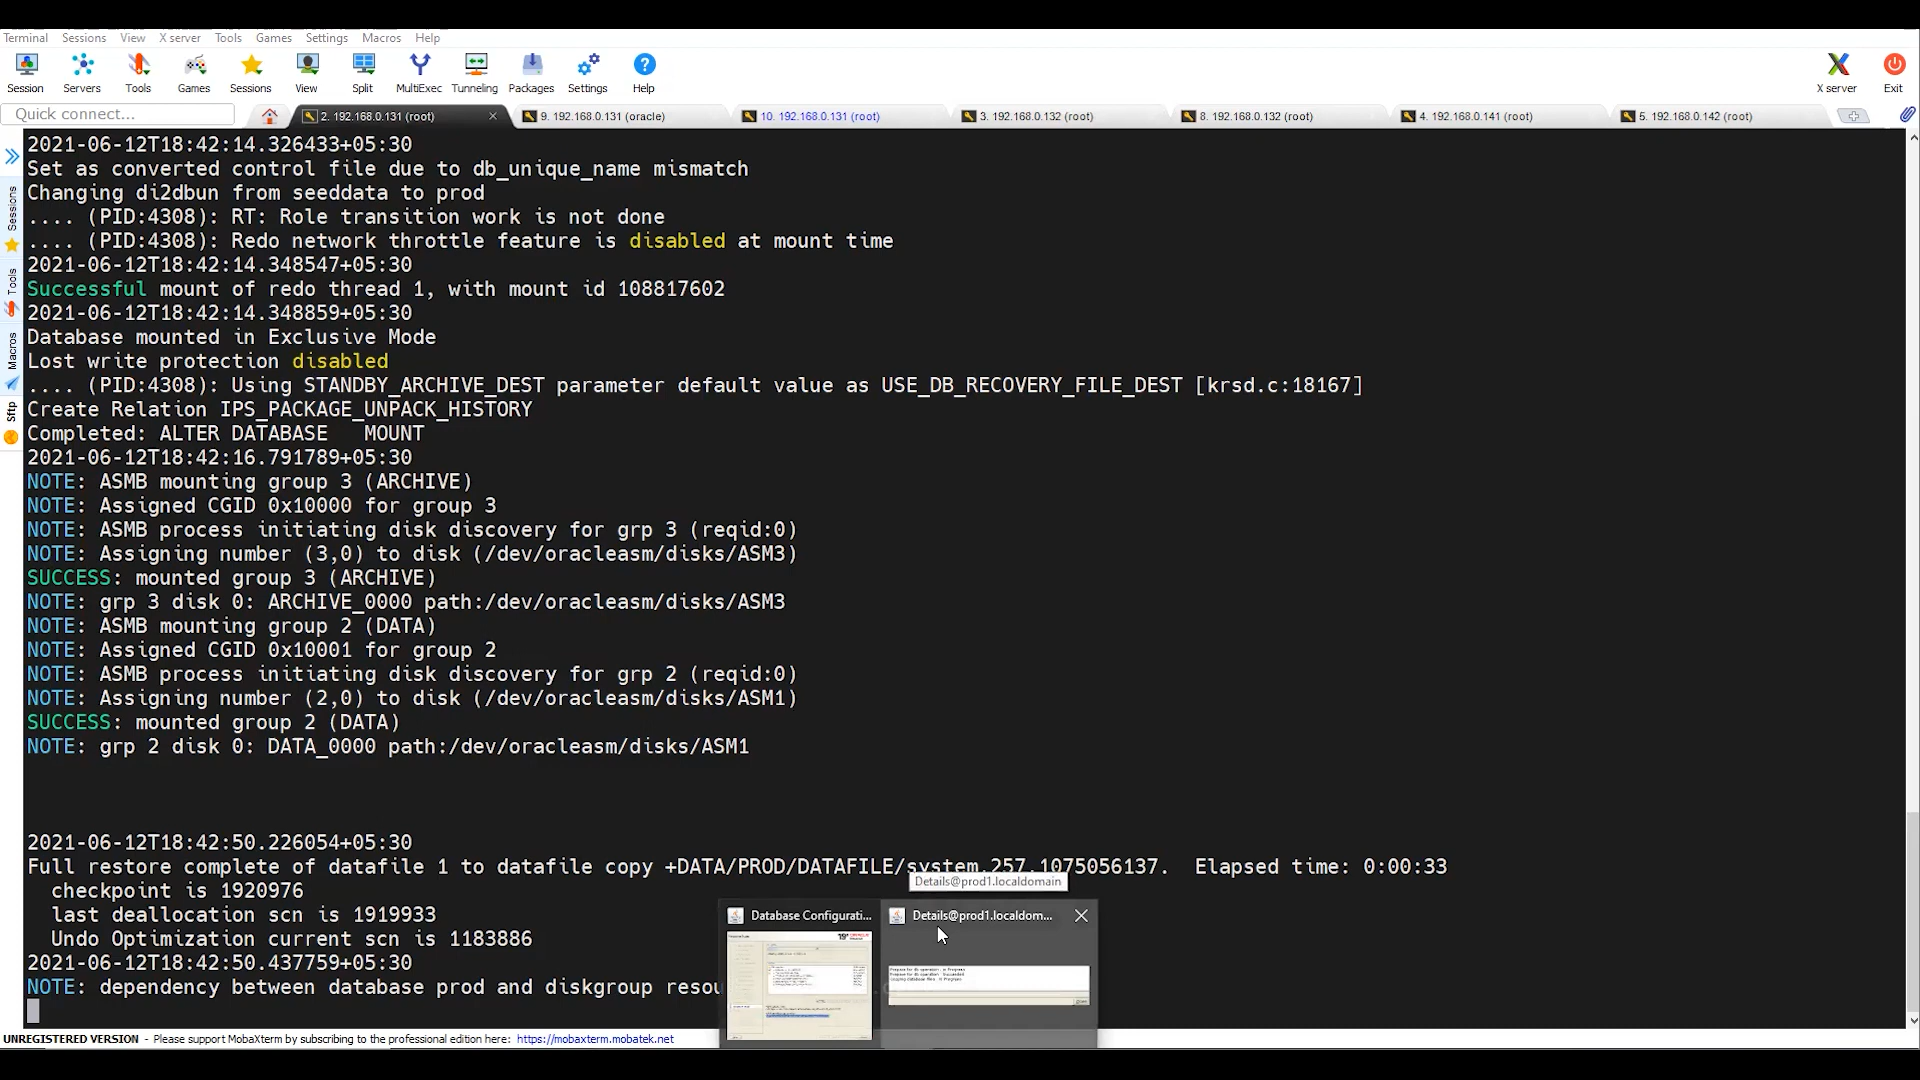 Terminal Sessions View X server Tools Games Settings Macros Help
Session Servers Tools Games Sessions View Split MultiExec Tunneling Packages Settings Help X server Exit
Quick connect... 2. 192.168.0.131 (root) 9. 192.168.0.131 (oracle) 10. 192.168.0.131 (root) 3. 192.168.0.132 (root) 8. 192.168.0.132 (root) 4. 192.168.0.141 (root) 5. 192.168.0.142 (root)
Sessions
Tools
Macros
Sftp
2021-06-12T18:42:14.326433+05:30
Set as converted control file due to db_unique_name mismatch
Changing di2dbun from seeddata to prod
.... (PID:4308): RT: Role transition work is not done
.... (PID:4308): Redo network throttle feature is disabled at mount time
2021-06-12T18:42:14.348547+05:30
Successful mount of redo thread 1, with mount id 108817602
2021-06-12T18:42:14.348859+05:30
Database mounted in Exclusive Mode
Lost write protection disabled
.... (PID:4308): Using STANDBY_ARCHIVE_DEST parameter default value as USE_DB_RECOVERY_FILE_DEST [krsd.c:18167]
Create Relation IPS_PACKAGE_UNPACK_HISTORY
Completed: ALTER DATABASE   MOUNT
2021-06-12T18:42:16.791789+05:30
NOTE: ASMB mounting group 3 (ARCHIVE)
NOTE: Assigned CGID 0x10000 for group 3
NOTE: ASMB process initiating disk discovery for grp 3 (reqid:0)
NOTE: Assigning number (3,0) to disk (/dev/oracleasm/disks/ASM3)
SUCCESS: mounted group 3 (ARCHIVE)
NOTE: grp 3 disk 0: ARCHIVE_0000 path:/dev/oracleasm/disks/ASM3
NOTE: ASMB mounting group 2 (DATA)
NOTE: Assigned CGID 0x10001 for group 2
NOTE: ASMB process initiating disk discovery for grp 2 (reqid:0)
NOTE: Assigning number (2,0) to disk (/dev/oracleasm/disks/ASM1)
SUCCESS: mounted group 2 (DATA)
NOTE: grp 2 disk 0: DATA_0000 path:/dev/oracleasm/disks/ASM1
2021-06-12T18:42:50.226054+05:30
Full restore complete of datafile 1 to datafile copy +DATA/PROD/DATAFILE/system.257.1075056137.  Elapsed time: 0:00:33
Details@prod1.localdomain
checkpoint is 1920976
last deallocation scn is 1919933
Database Configurati... Details@prod1.localdom...
Undo Optimization current scn is 1183886
2021-06-12T18:42:50.437759+05:30
NOTE: dependency between database prod and diskgroup resou
UNREGISTERED VERSION - Please support MobaXterm by subscribing to the professional edition here: https://mobaxterm.mobatek.net